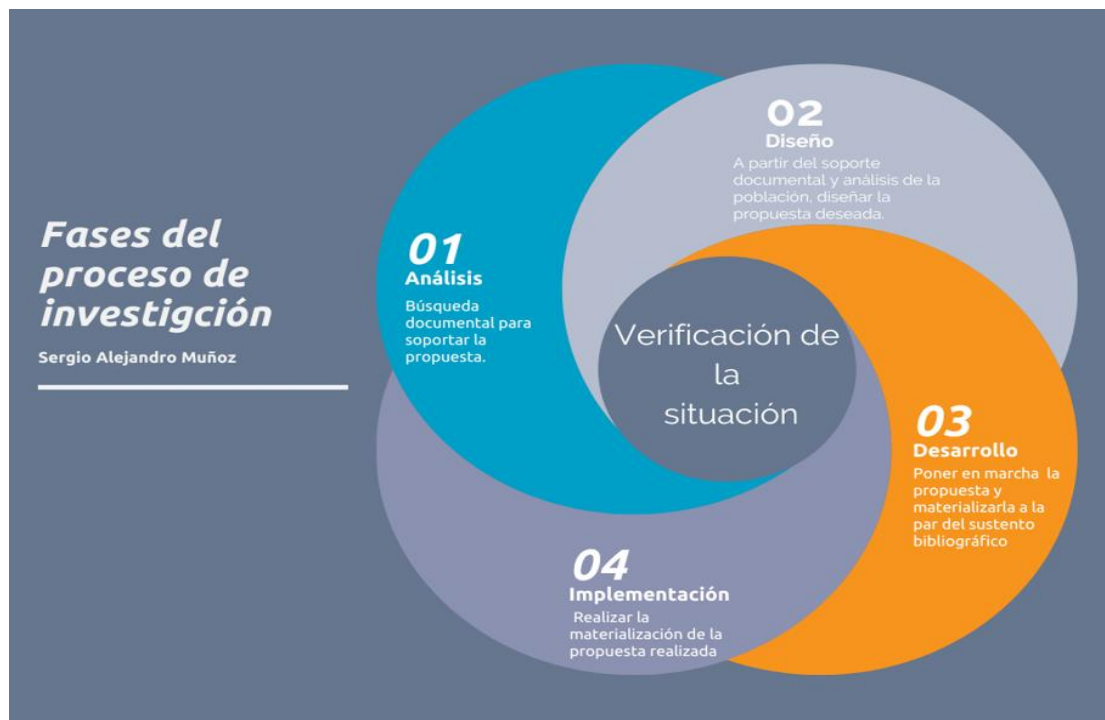 Fases del
proceso de
investigción
Sergio Alejandro Muñoz
01
Análisis
Búsqueda
documental para
soportar la
propuesta.
02
Diseño
A partir del soporte
documental y análisis de la
población, diseñar la
propuesta deseada.
Verificación de
la
situación
03
Desarrollo
Poner en marcha la
propuesta y
materializarla a la
par del sustento
bibliográfico
04
Implementación
Realizar la
materialización de la
propuesta realizada